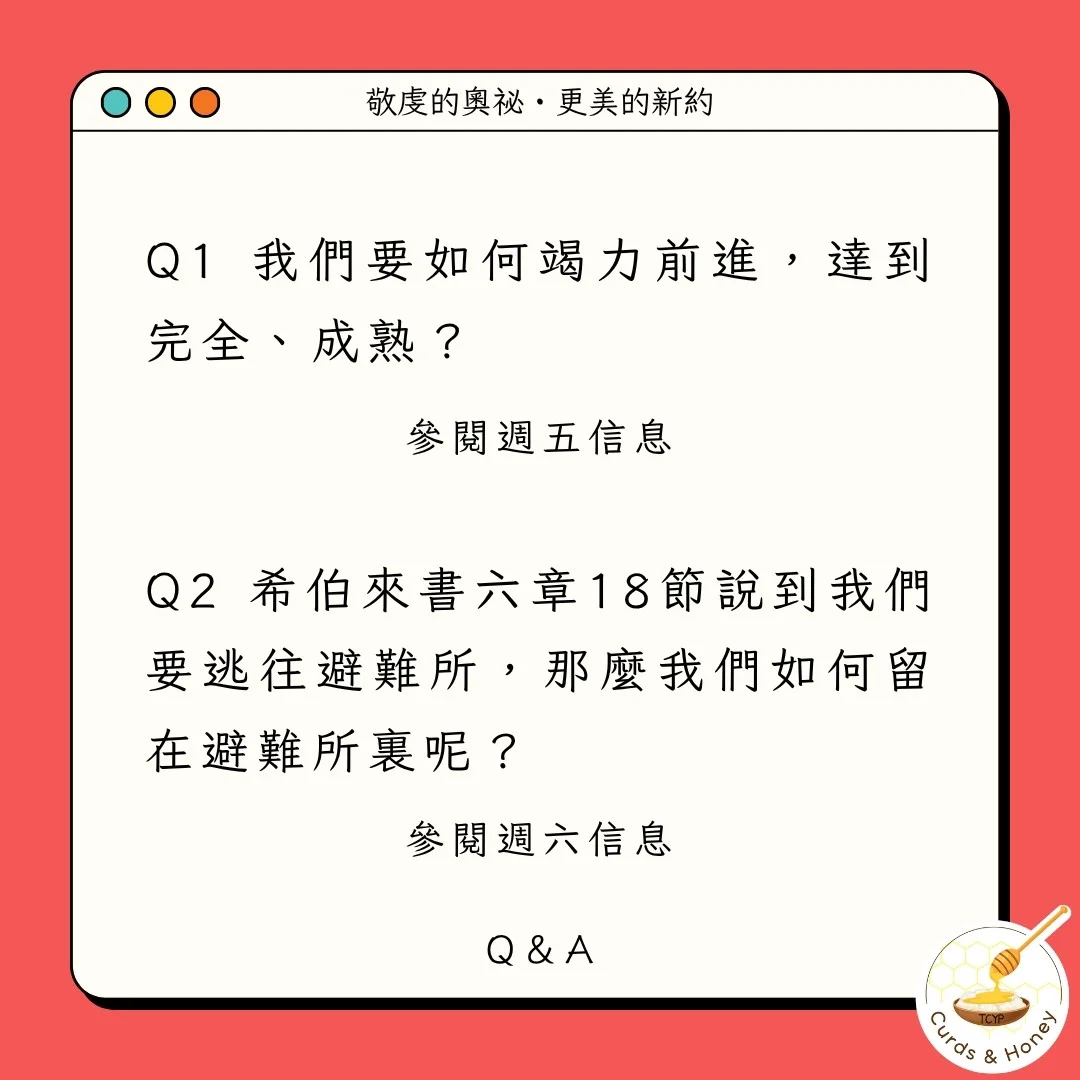 敬虔的奧祕・更美的新約
Q1 我們要如何竭力前進，達到
完全、成熟？
參閱週五信息
Q2 希伯來書六章18節說到我們
要逃往避難所，那麼我們如何留
在避難所裏呢？
參閱週六信息
Q & A
TCYP
Curds & Honey